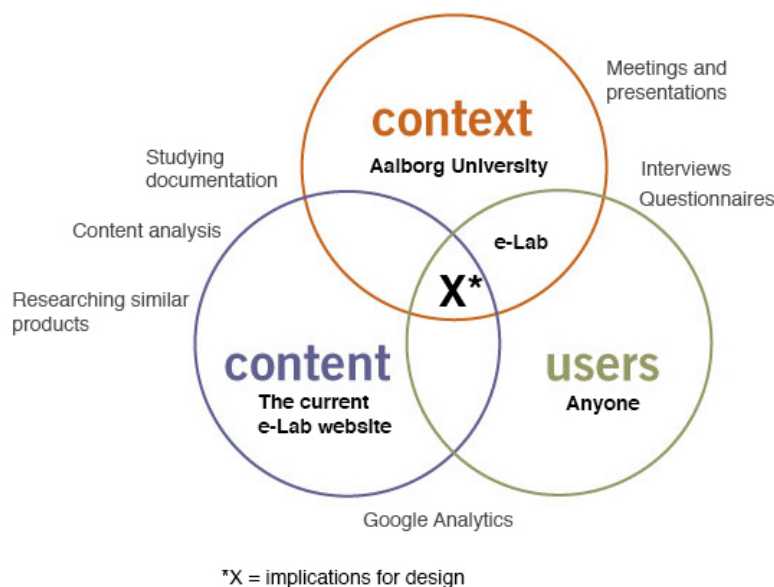 Meetings and
presentations
context
Aalborg University
Studying
documentation
Interviews
Questionnaires
Content analysis
e-Lab
X*
Researching similar
products
content
The current
e-Lab website
users
Anyone
Google Analytics
*X = implications for design